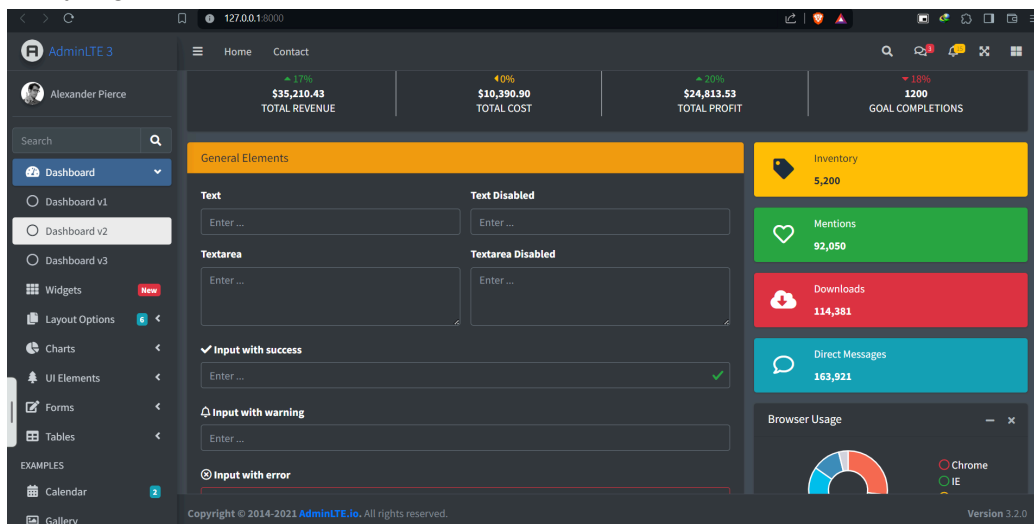 127.0.0.1:8000
AdminLTE 3
Home
Contact
3
Alexander Pierce
17%
$35,210.43
TOTAL REVENUE
0%
$10,390.90
TOTAL COST
20%
$24,813.53
TOTAL PROFIT
18%
1200
GOAL COMPLETIONS
Search
Dashboard
Dashboard v1
Dashboard v2
Dashboard v3
Widgets
New
Layout Options
6
Charts
UI Elements
Forms
Tables
EXAMPLES
Calendar
2
Gallery
General Elements
Text
Text Disabled
Enter ...
Enter ...
Textarea
Textarea Disabled
Enter ...
Enter ...
Input with success
Enter ...
Input with warning
Enter ...
Input with error
Inventory
5,200
Mentions
92,050
Downloads
114,381
Direct Messages
163,921
Browser Usage
Chrome
IE
Copyright © 2014-2021 AdminLTE.io. All rights reserved.
Version 3.2.0